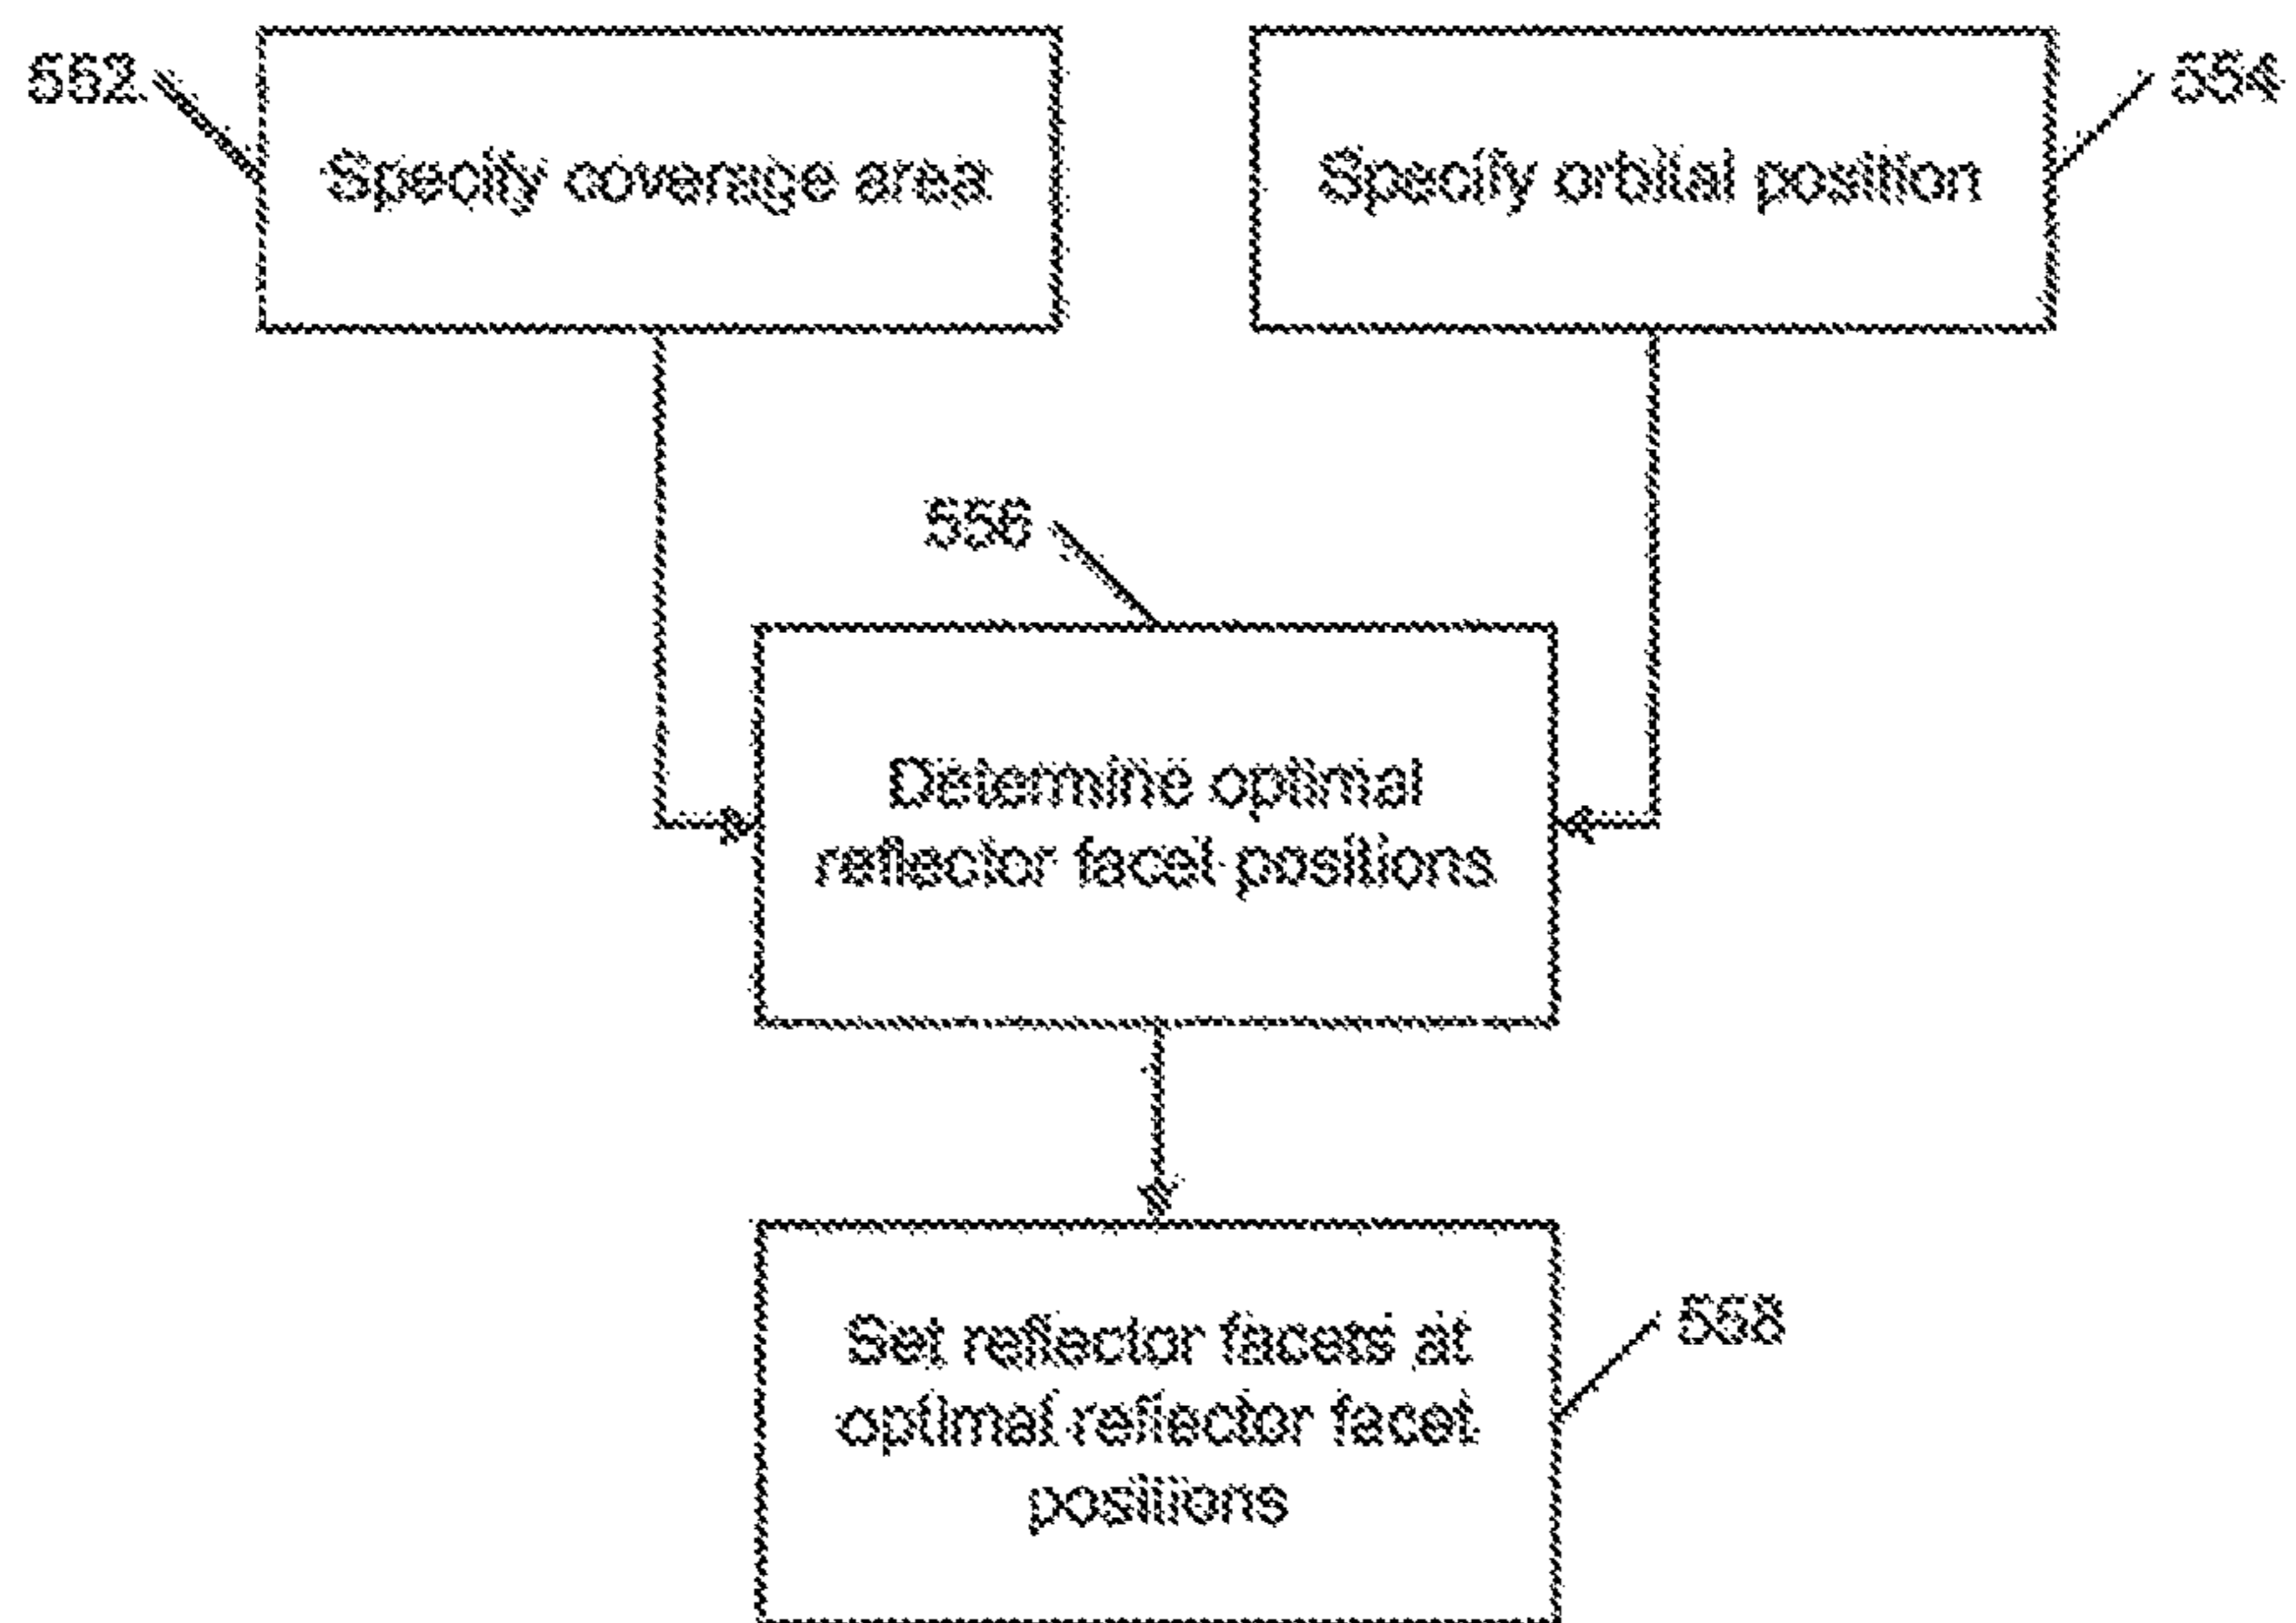 552
Specify coverage area
Specify orbital position
554
556
Determine optimal
reflector facet positions
Set reflector facets at
optimal reflector facet
positions
558